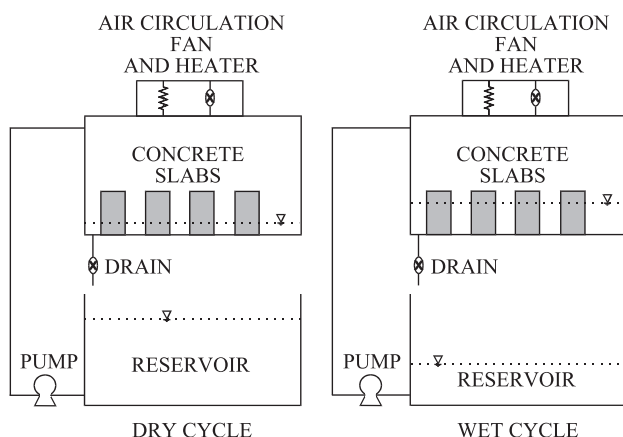 AIR CIRCULATION
FAN
AND HEATER
CONCRETE
SLABS
DRAIN
PUMP
RESERVOIR
DRY CYCLE
AIR CIRCULATION
FAN
AND HEATER
CONCRETE
SLABS
DRAIN
PUMP
RESERVOIR
WET CYCLE